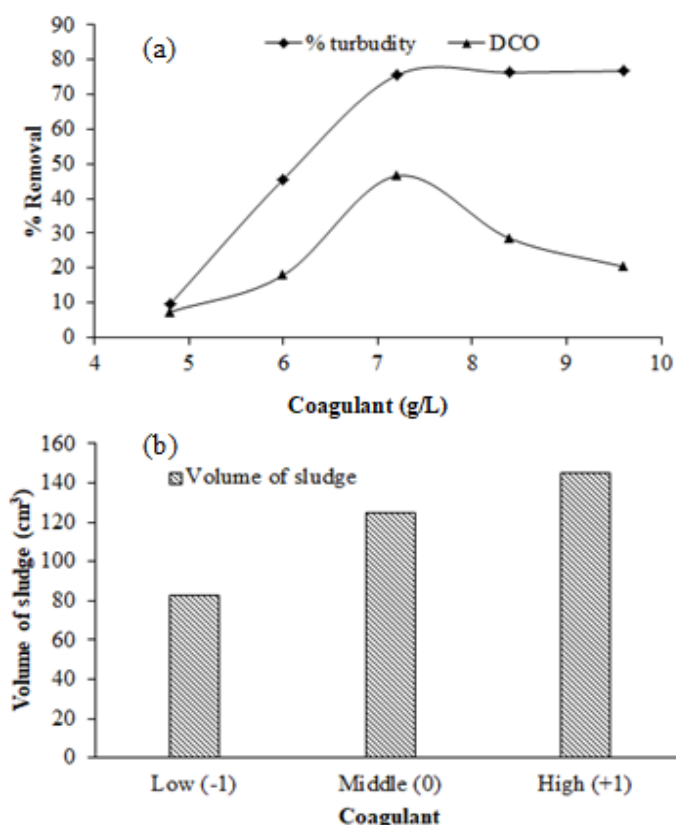 (a)
% turbudity
DCO
90
80
70
60
50
40
30
20
10
0
% Removal
4
5
6
7
8
9
10
Coagulant (g/L)
(b)
Volume of sludge
160
140
120
100
80
60
40
20
0
Volume of sludge (cm³)
Low (-1)
Middle (0)
High (+1)
Coagulant